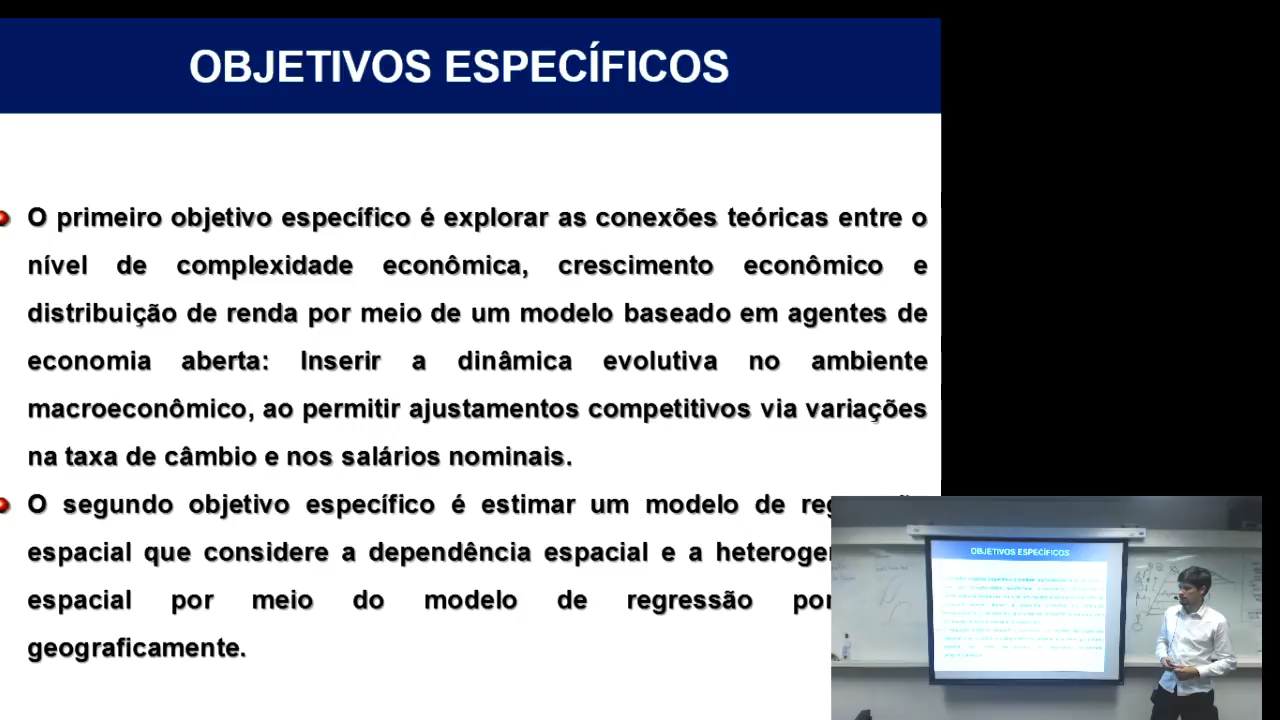 OBJETIVOS ESPECÍFICOS
O primeiro objetivo específico é explorar as conexões teóricas entre o
nível de complexidade econômica, crescimento econômico e
distribuição de renda por meio de um modelo baseado em agentes de
economia aberta: Inserir a dinâmica evolutiva no ambiente
macroeconômico, ao permitir ajustamentos competitivos via variações
na taxa de câmbio e nos salários nominais.
O segundo objetivo específico é estimar um modelo de
espacial que considere a dependência espacial e a
espacial por meio do modelo de regressão
geograficamente.
OBJETIVOS ESPECÍFICOS